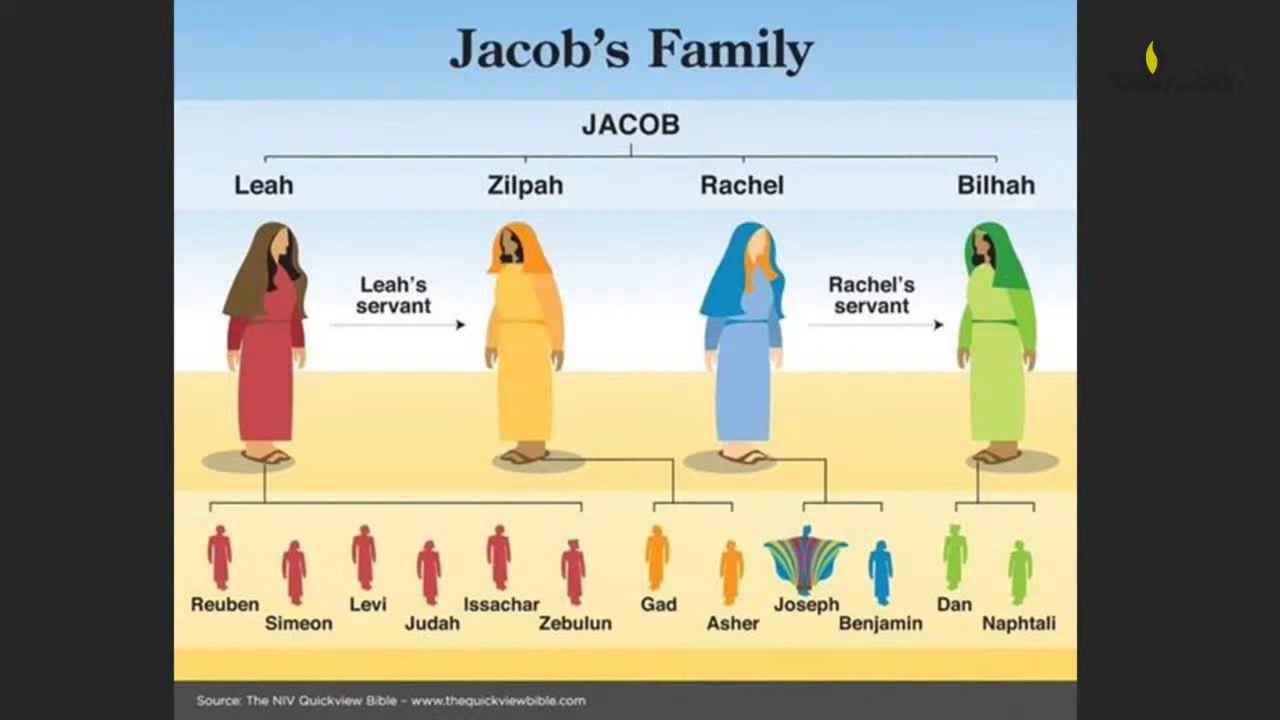 Jacob's Family
JACOB
Leah
Zilpah
Rachel
Bilhah
Leah's
servant
Rachel's
servant
Reuben
Simeon
Levi
Judah
Issachar
Zebulun
Gad
Asher
Joseph
Benjamin
Dan
Naphtali
Source: The NIV Quickview Bible – www.thequickviewbible.com